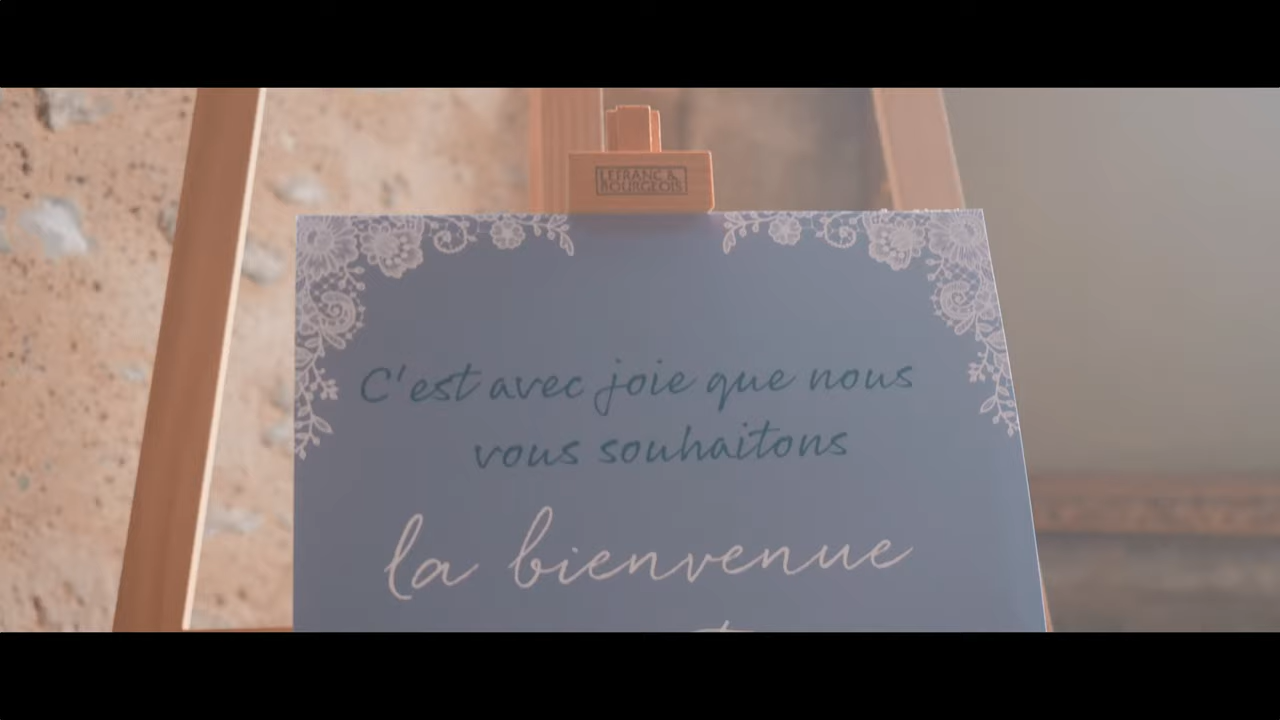 LEFRANC &
BOURGEOIS
C'est avec joie que nous
vous souhaitons
la bienvenue